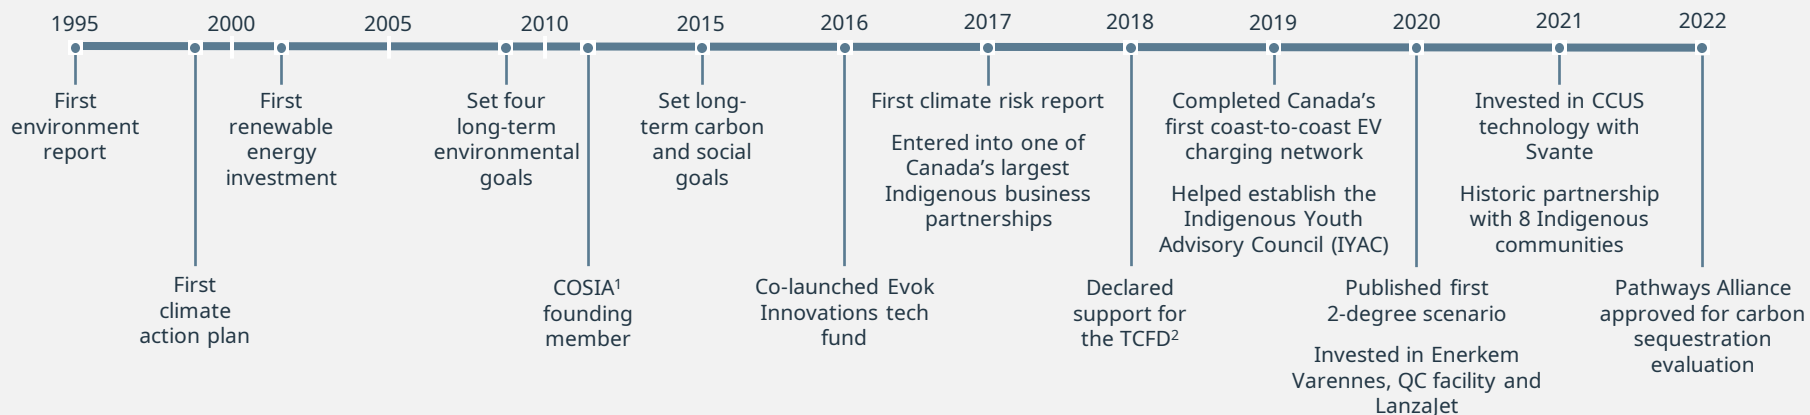 1995 2000 2005 2010 2015 2016 2017 2018 2019 2020 2021 2022
First
environment
report
First
climate
action plan
First
renewable
energy
investment
Set four
long-term
environmental
goals
COSIA¹
founding
member
Set long-
term carbon
and social
goals
Co-launched Evok
Innovations tech
fund
First climate risk report
Entered into one of
Canada’s largest
Indigenous business
partnerships
Declared
support for
the TCFD²
Completed Canada’s
first coast-to-coast EV
charging network
Helped establish the
Indigenous Youth
Advisory Council (IYAC)
Published first
2-degree scenario
Invested in Enerkem
Varennes, QC facility and
LanzaJet
Invested in CCUS
technology with
Svante
Historic partnership
with 8 Indigenous
communities
Pathways Alliance
approved for carbon
sequestration
evaluation